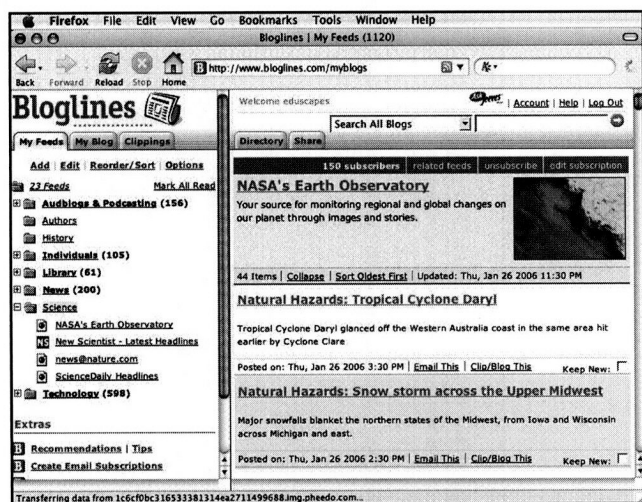 Firefox File Edit View Go Bookmarks Tools Window Help
Bloglines | My Feeds (1120)
Back Forward Reload Stop Home
http://www.bloglines.com/myblogs
Bloglines
My Feeds My Blog Clippings
Add | Edit | Reorder/Sort | Options
23 Feeds Mark All Read
Audblogs & Podcasting (156)
Authors
History
Individuals (105)
Library (61)
News (200)
Science
NASA's Earth Observatory
NS New Scientist - Latest Headlines
news@nature.com
ScienceDaily Headlines
Technology (598)
Extras
B Recommendations | Tips
B Create Email Subscriptions
Welcome eduscapes
Account | Help | Log Out
Search All Blogs
Directory Share
150 subscribers | related feeds | unsubscribe | edit subscription
NASA's Earth Observatory
Your source for monitoring regional and global changes on
our planet through images and stories.
44 Items | Collapse | Sort Oldest First | Updated: Thu, Jan 26 2006 11:30 PM
Natural Hazards: Tropical Cyclone Daryl
Tropical Cyclone Daryl glanced off the Western Australia coast in the same area hit
earlier by Cyclone Clare
Posted on: Thu, Jan 26 2006 3:30 PM | Email This | Clip/Blog This Keep New:
Natural Hazards: Snow storm across the Upper Midwest
Major snowfalls blanket the northern states of the Midwest, from Iowa and Wisconsin
across Michigan and east.
Posted on: Thu, Jan 26 2006 2:30 PM | Email This | Clip/Blog This Keep New:
Transferring data from 1c6cf0bc316533381314ea2711499688.img.pheedo.com...